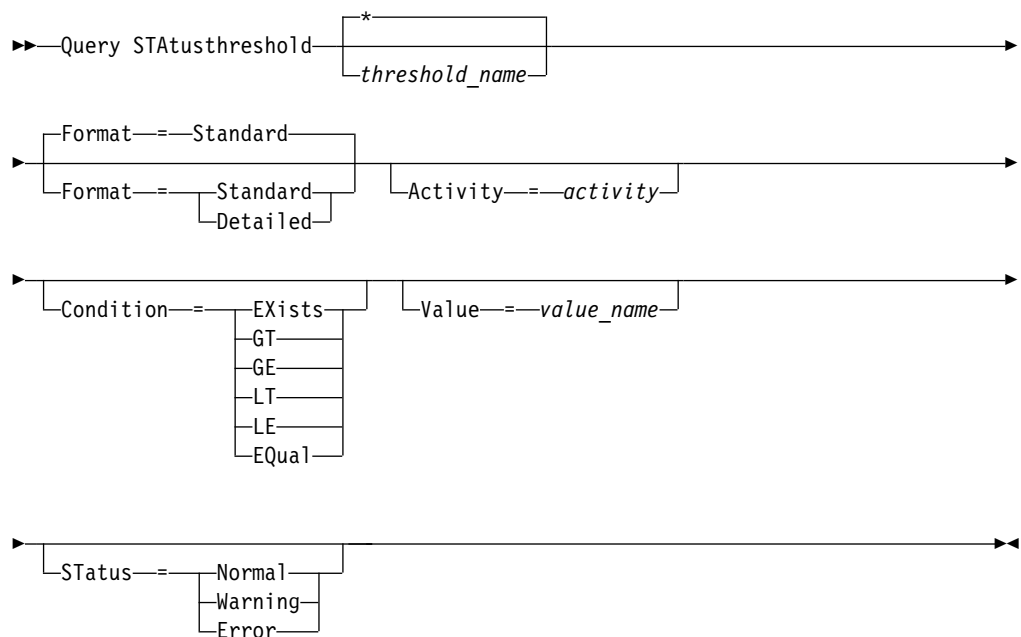 *
Query STAtusthreshold
threshold_name
Format = Standard
Format = Standard Activity = activity
Detailed
Condition = EXists Value = value_name
GT
GE
LT
LE
EQual
STatus = Normal
Warning
Error